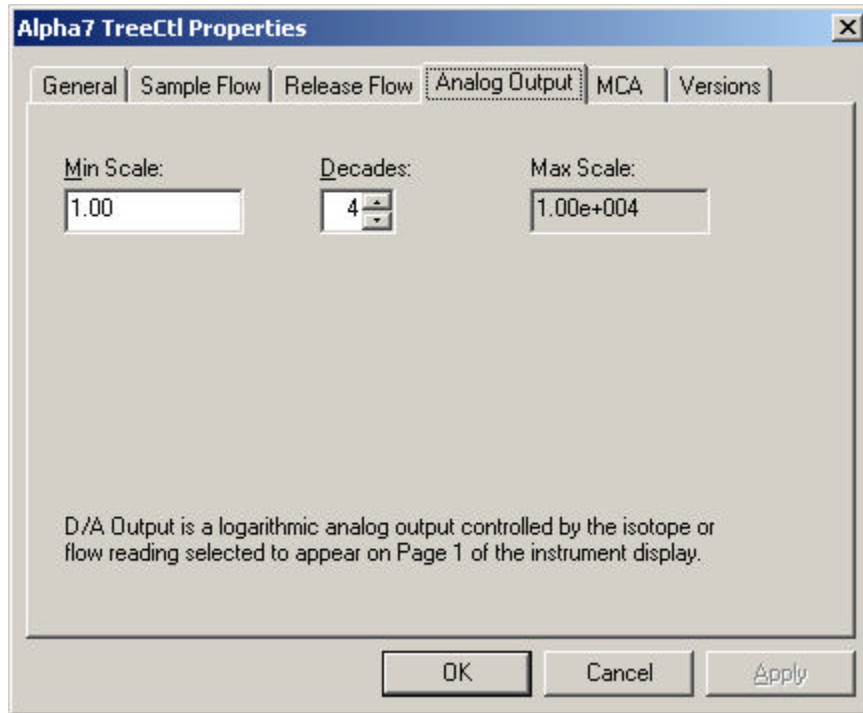 Alpha7 TreeCtl Properties
General Sample Flow Release Flow Analog Output MCA Versions
Min Scale: Decades: Max Scale:
1.00 4 1.00e+004
D/A Output is a logarithmic analog output controlled by the isotope or
flow reading selected to appear on Page 1 of the instrument display.
OK Cancel Apply